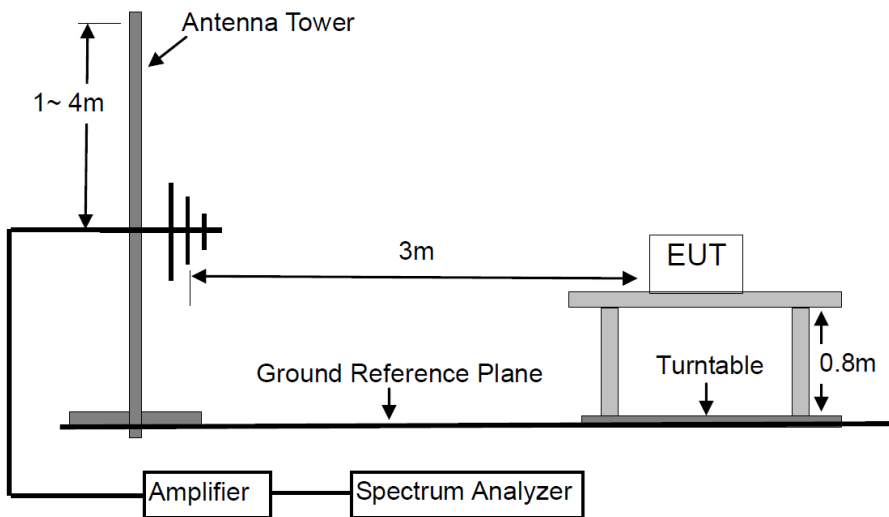 Antenna Tower
1~ 4m
3m
EUT
Ground Reference Plane
Turntable
0.8m
Amplifier
Spectrum Analyzer